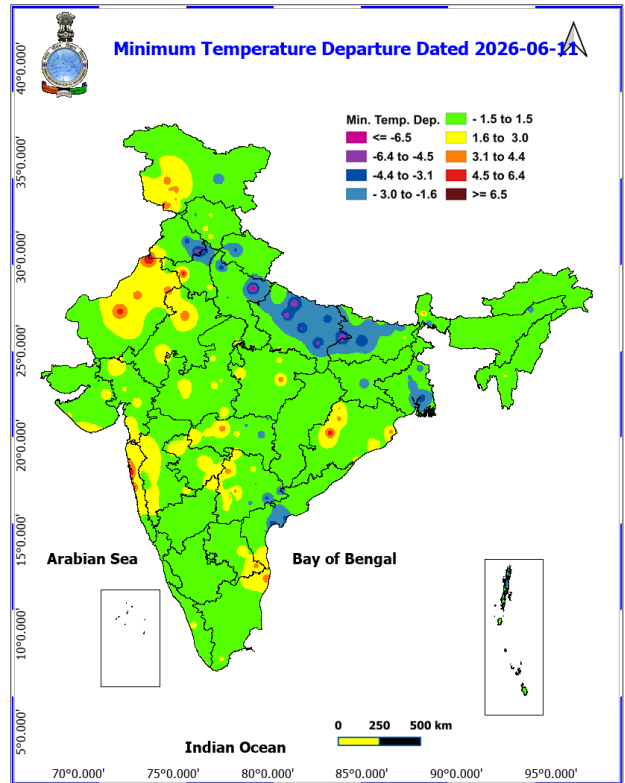 Minimum Temperature Departure Dated 2026-06-11
Min. Temp. Dep.
<= -6.5
-6.4 to -4.5
-4.4 to -3.1
- 3.0 to -1.6
- 1.5 to 1.5
1.6 to 3.0
3.1 to 4.4
4.5 to 6.4
>= 6.5
40°0.000'
35°0.000'
30°0.000'
25°0.000'
20°0.000'
15°0.000'
10°0.000'
5°0.000'
Arabian Sea
Bay of Bengal
0 250 500 km
Indian Ocean
70°0.000' 75°0.000' 80°0.000' 85°0.000' 90°0.000' 95°0.000'